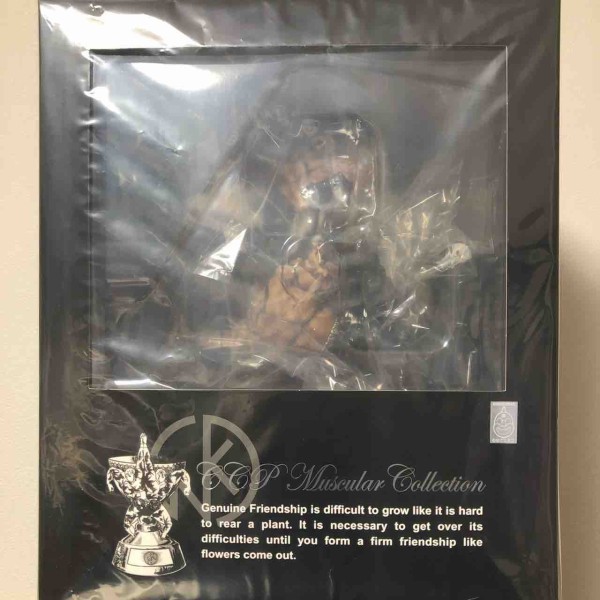 CCP Muscular Collection
Genuine Friendship is difficult to grow like it is hard
to rear a plant. It is necessary to get over its
difficulties until you form a firm friendship like
flowers come out.